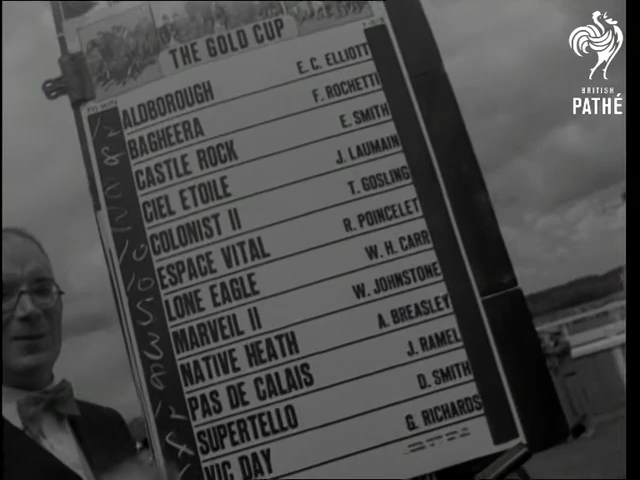 BRITISH
PATHÉ
THE GOLD CUP
TO WIN
ALDBOROUGH E. C. ELLIOTT
BAGHEERA F. ROCHETTI
CASTLE ROCK E. SMITH
CIEL ETOILE J. LAUMAIN
COLONIST II T. GOSLING
ESPACE VITAL R. POINCELET
LONE EAGLE W. H. CARR
MARVEIL II W. JOHNSTONE
NATIVE HEATH A. BREASLEY
PAS DE CALAIS J. RAMEL
SUPERTELLO D. SMITH
VIC DAY G. RICHARDS